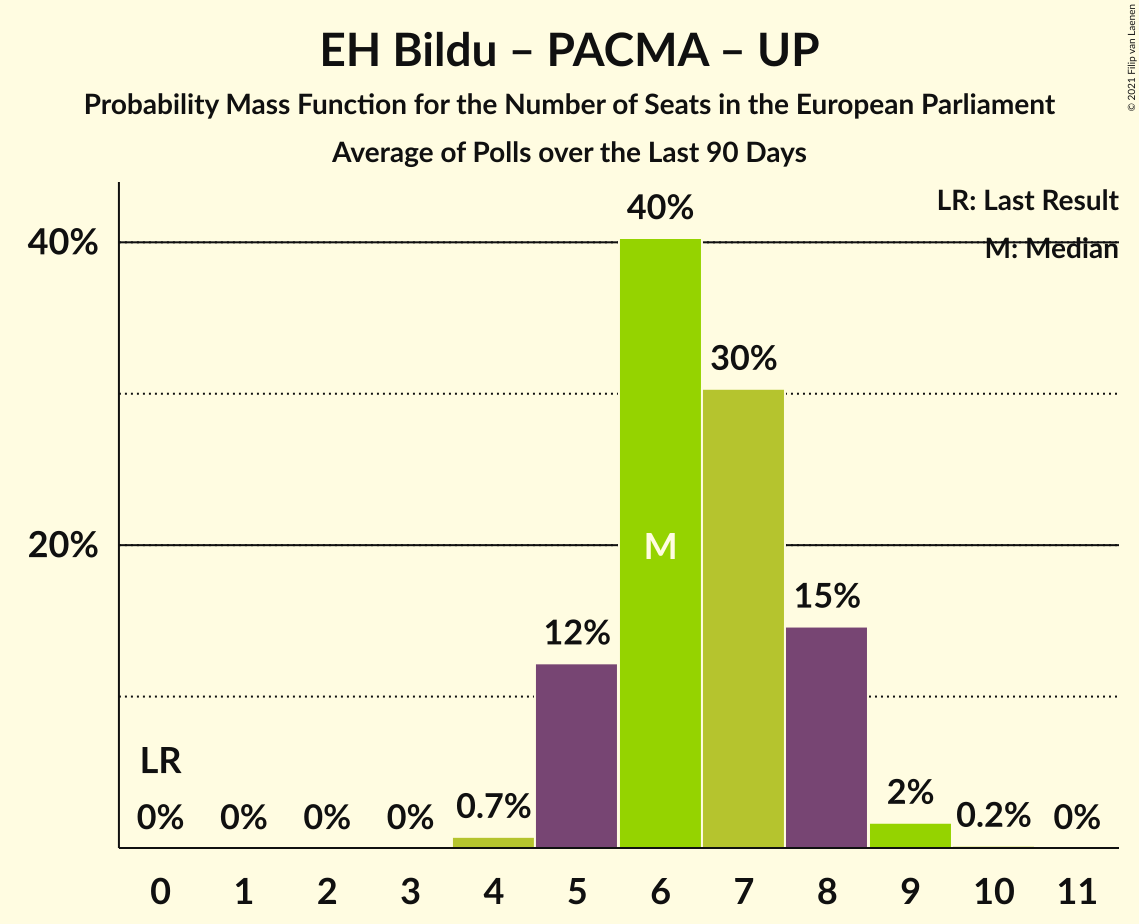 EH Bildu – PACMA – UP
Probability Mass Function for the Number of Seats in the European Parliament
Average of Polls over the Last 90 Days
© 2021 Filip van Laenen
LR: Last Result
M: Median
40%
20%
LR
0%
0%
0%
0%
0.7%
12%
40%
M
30%
15%
2%
0.2%
0%
0 1 2 3 4 5 6 7 8 9 10 11